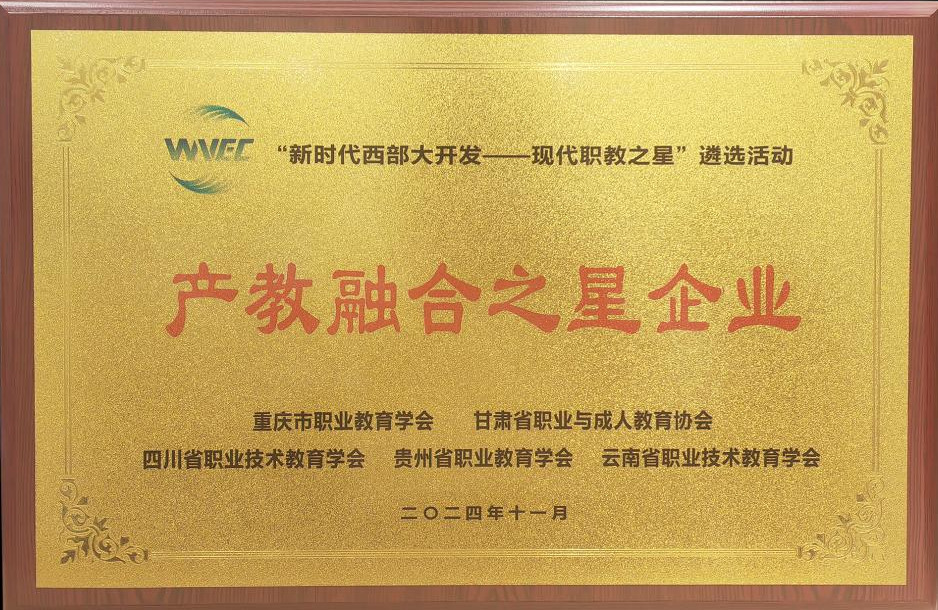 WVEC
“新时代西部大开发——现代职教之星”遴选活动
产教融合之星企业
重庆市职业教育学会 甘肃省职业与成人教育协会
四川省职业技术教育学会 贵州省职业教育学会 云南省职业技术教育学会
二〇二四年十一月